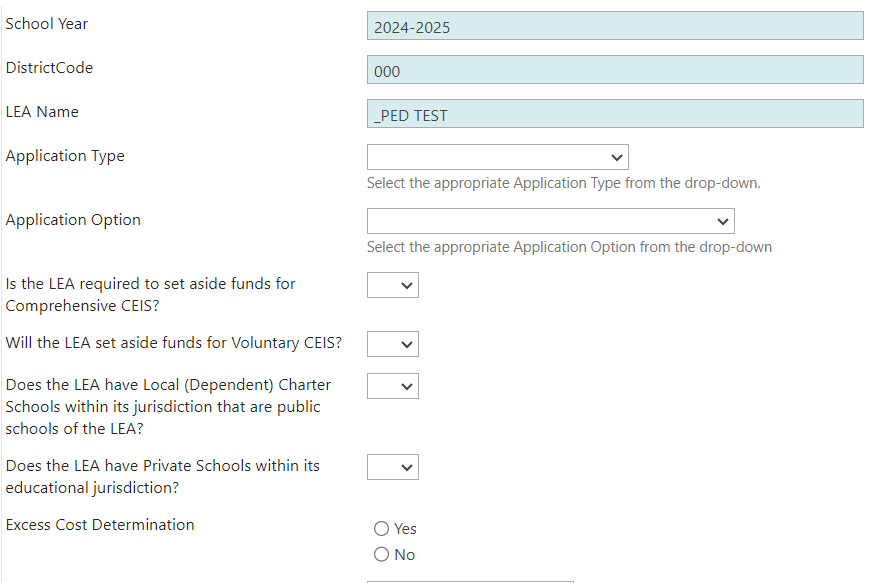 School Year
2024-2025
DistrictCode
000
LEA Name
_PED TEST
Application Type
Select the appropriate Application Type from the drop-down.
Application Option
Select the appropriate Application Option from the drop-down
Is the LEA required to set aside funds for
Comprehensive CEIS?
Will the LEA set aside funds for Voluntary CEIS?
Does the LEA have Local (Dependent) Charter
Schools within its jurisdiction that are public
schools of the LEA?
Does the LEA have Private Schools within its
educational jurisdiction?
Excess Cost Determination
Yes
No